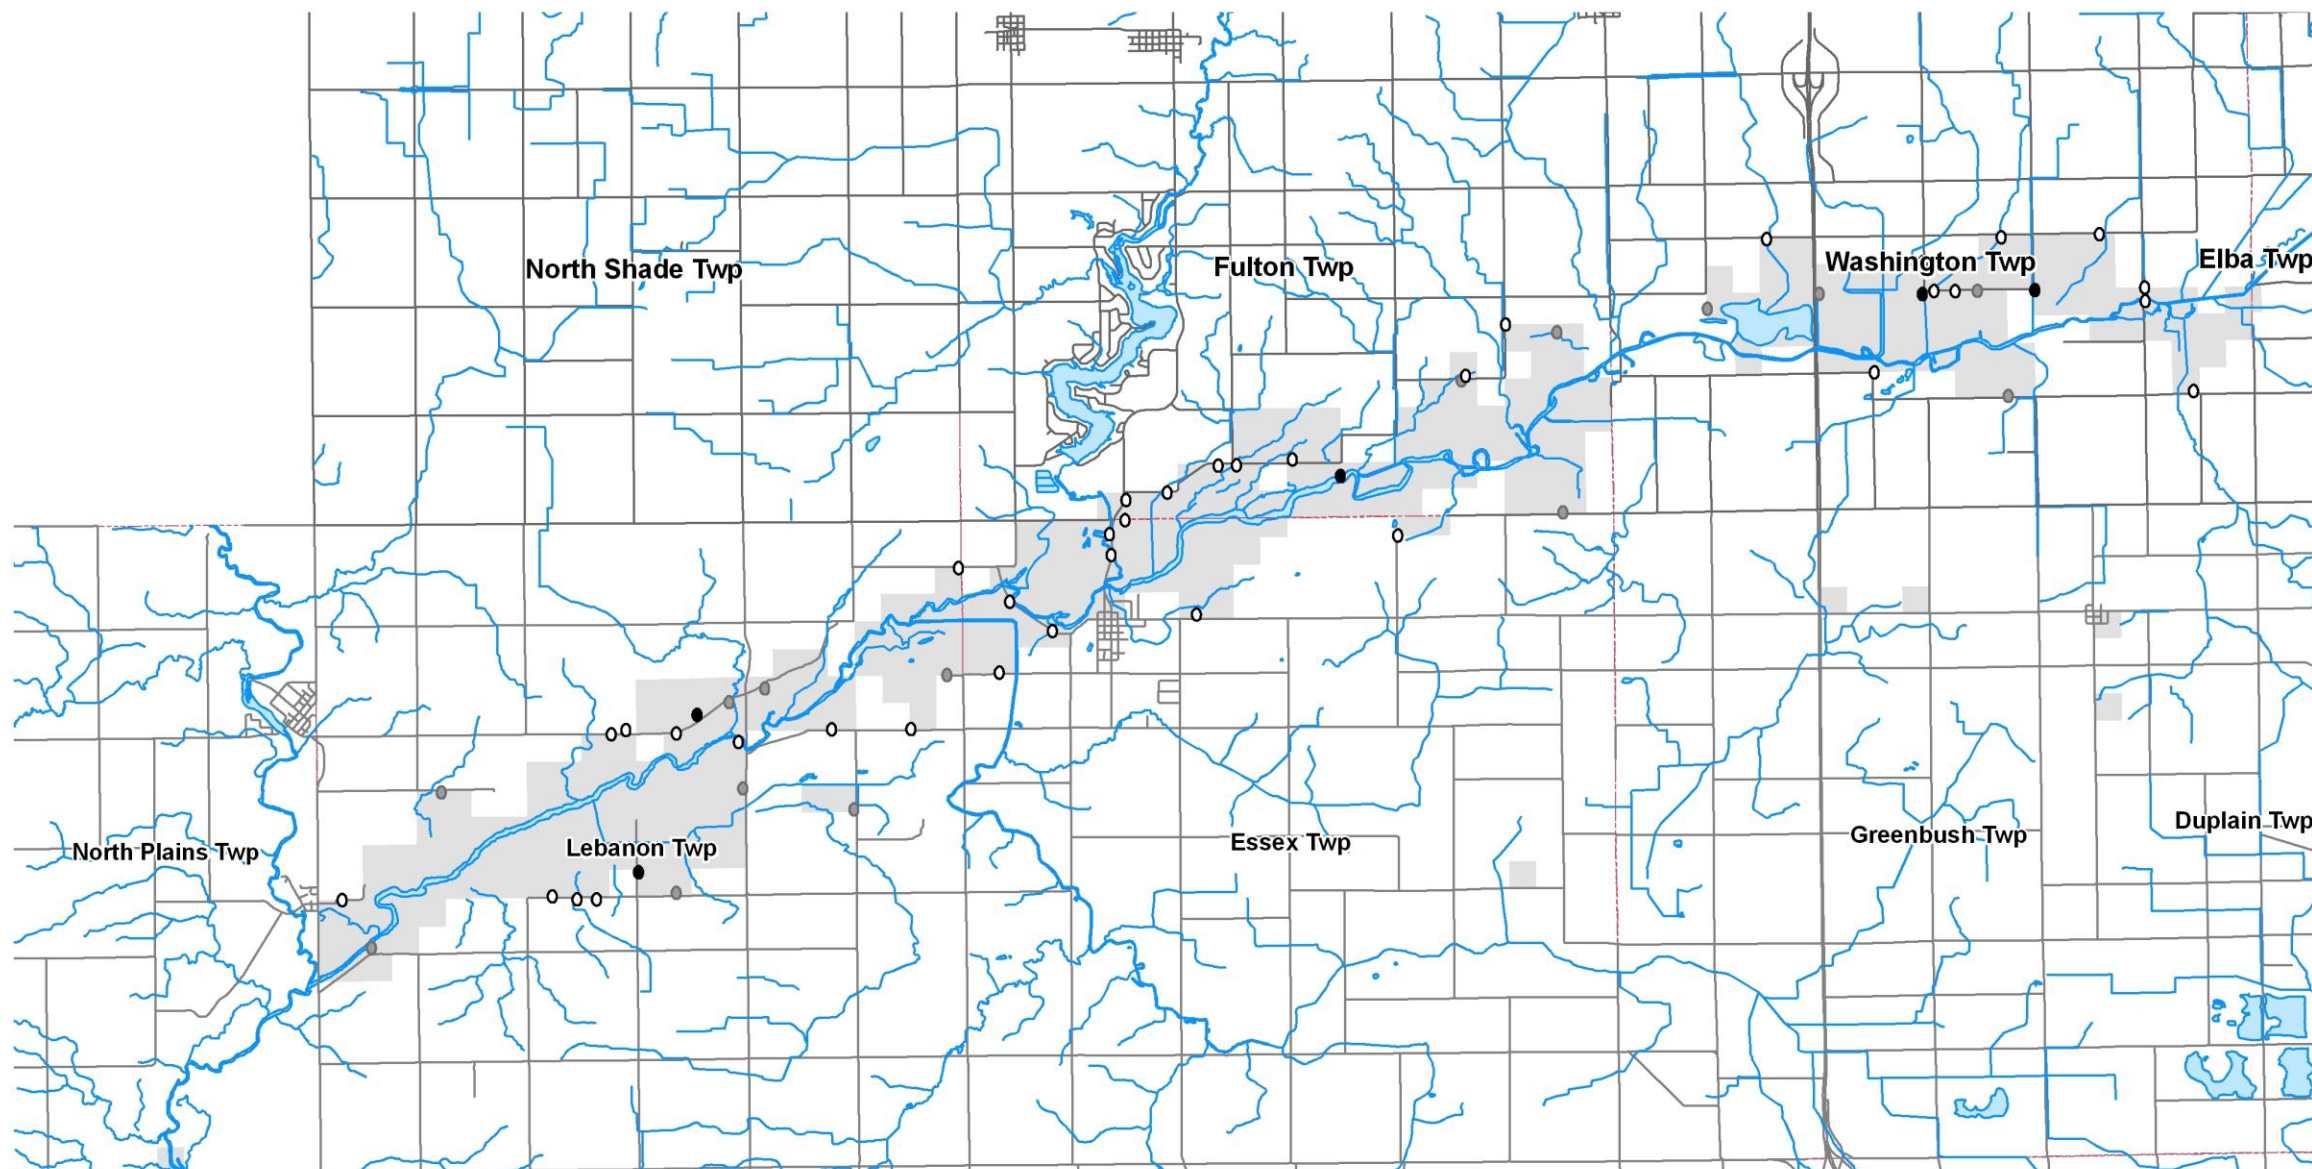 North Shade Twp
Fulton Twp
Washington Twp
Elba Twp
North Plains Twp
Lebanon Twp
Essex Twp
Greenbush Twp
Duplain Twp